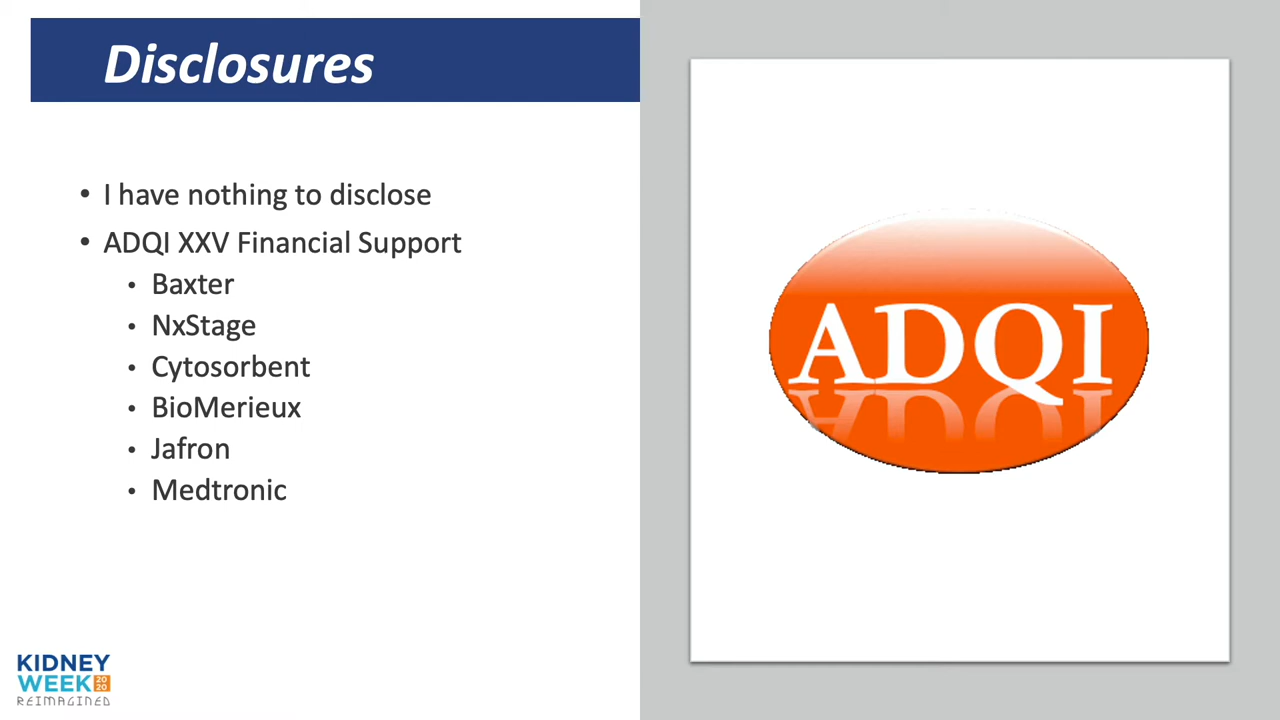 Disclosures
• I have nothing to disclose
• ADQI XXV Financial Support
• Baxter
• NxStage
• Cytosorbent
• BioMerieux
• Jafron
• Medtronic
ADQI
KIDNEY
WEEK 2020
REIMAGINED